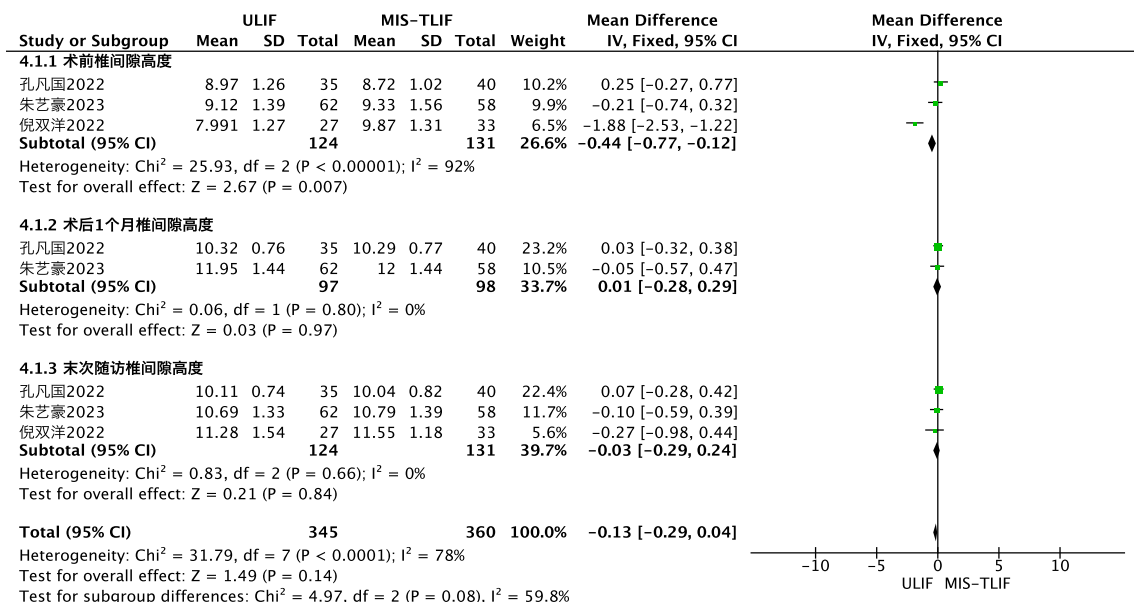 ULIF MIS-TLIF Mean Difference Mean Difference
Study or Subgroup Mean SD Total Mean SD Total Weight IV, Fixed, 95% CI IV, Fixed, 95% CI
4.1.1 术前椎间隙高度
孔凡国2022 8.97 1.26 35 8.72 1.02 40 10.2% 0.25 [-0.27, 0.77]
朱艺豪2023 9.12 1.39 62 9.33 1.56 58 9.9% -0.21 [-0.74, 0.32]
倪双洋2022 7.991 1.27 27 9.87 1.31 33 6.5% -1.88 [-2.53, -1.22]
Subtotal (95% CI) 124 131 26.6% -0.44 [-0.77, -0.12]
Heterogeneity: Chi² = 25.93, df = 2 (P < 0.00001); I² = 92%
Test for overall effect: Z = 2.67 (P = 0.007)
4.1.2 术后1个月椎间隙高度
孔凡国2022 10.32 0.76 35 10.29 0.77 40 23.2% 0.03 [-0.32, 0.38]
朱艺豪2023 11.95 1.44 62 12 1.44 58 10.5% -0.05 [-0.57, 0.47]
Subtotal (95% CI) 97 98 33.7% 0.01 [-0.28, 0.29]
Heterogeneity: Chi² = 0.06, df = 1 (P = 0.80); I² = 0%
Test for overall effect: Z = 0.03 (P = 0.97)
4.1.3 末次随访椎间隙高度
孔凡国2022 10.11 0.74 35 10.04 0.82 40 22.4% 0.07 [-0.28, 0.42]
朱艺豪2023 10.69 1.33 62 10.79 1.39 58 11.7% -0.10 [-0.59, 0.39]
倪双洋2022 11.28 1.54 27 11.55 1.18 33 5.6% -0.27 [-0.98, 0.44]
Subtotal (95% CI) 124 131 39.7% -0.03 [-0.29, 0.24]
Heterogeneity: Chi² = 0.83, df = 2 (P = 0.66); I² = 0%
Test for overall effect: Z = 0.21 (P = 0.84)
Total (95% CI) 345 360 100.0% -0.13 [-0.29, 0.04]
Heterogeneity: Chi² = 31.79, df = 7 (P < 0.0001); I² = 78%
Test for overall effect: Z = 1.49 (P = 0.14)
Test for subgroup differences: Chi² = 4.97, df = 2 (P = 0.08), I² = 59.8%
-10 -5 0 5 10
ULIF MIS-TLIF